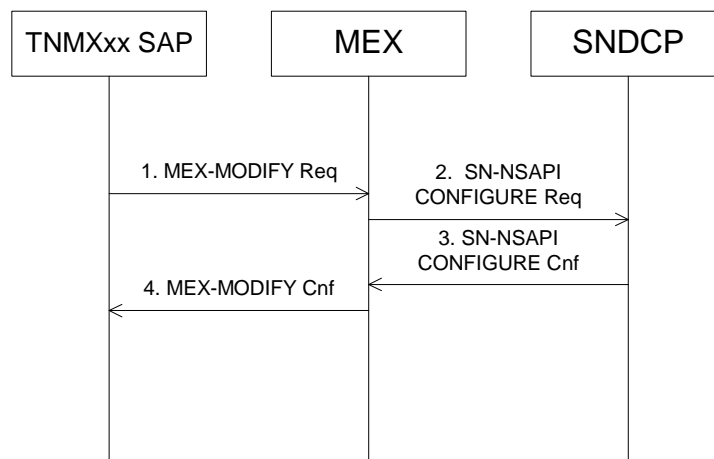 TNMXxx SAP
MEX
SNDCP
1. MEX-MODIFY Req
2. SN-NSAPI
CONFIGURE Req
3. SN-NSAPI
CONFIGURE Cnf
4. MEX-MODIFY Cnf